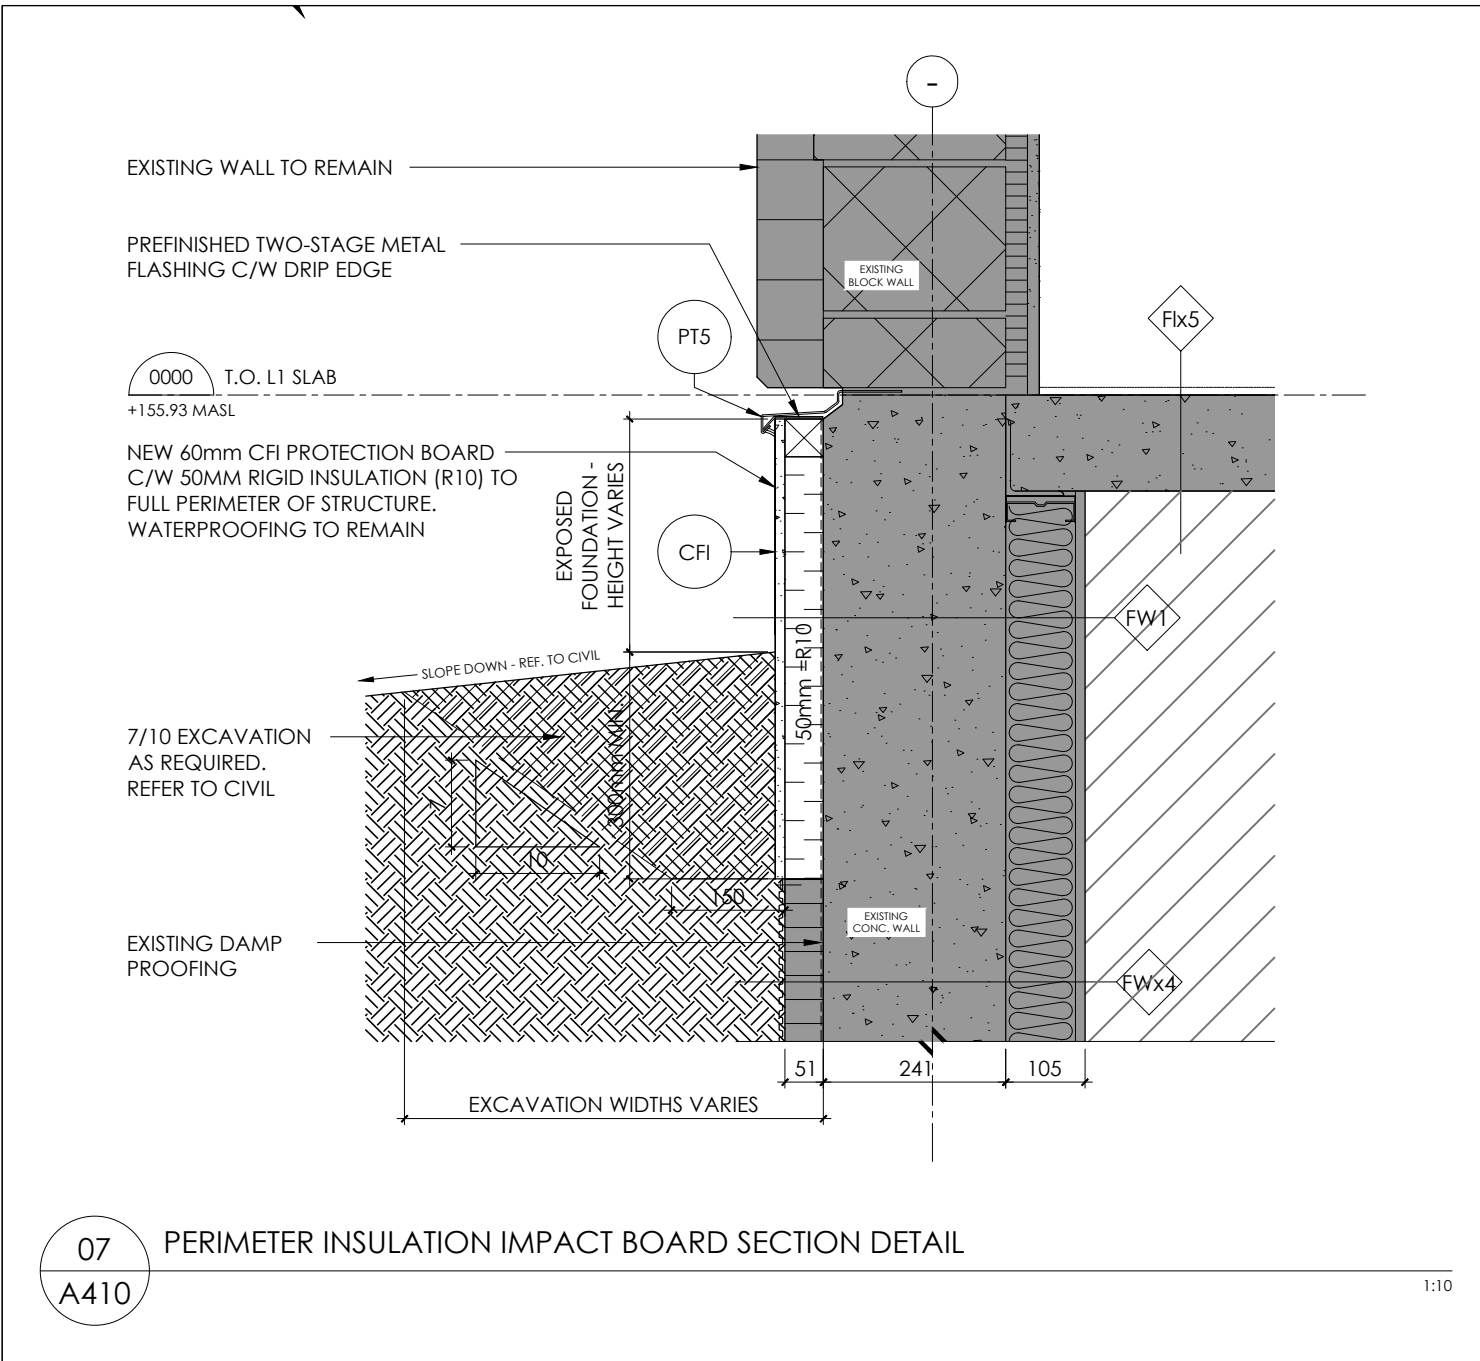 -
EXISTING WALL TO REMAIN
PREFINISHED TWO-STAGE METAL
FLASHING C/W DRIP EDGE
EXISTING
BLOCK WALL
FIx5
PT5
0000
T.O. L1 SLAB
+155.93 MASL
NEW 60mm CFI PROTECTION BOARD
C/W 50MM RIGID INSULATION (R10) TO
FULL PERIMETER OF STRUCTURE.
WATERPROOFING TO REMAIN
EXPOSED
FOUNDATION -
HEIGHT VARIES
CFI
FW1
50mm =R10
SLOPE DOWN - REF. TO CIVIL
7/10 EXCAVATION
AS REQUIRED.
REFER TO CIVIL
300mm MIN.
7
10
150
EXISTING
CONC. WALL
EXISTING DAMP
PROOFING
FWx4
51
241
105
EXCAVATION WIDTHS VARIES
07
A410
PERIMETER INSULATION IMPACT BOARD SECTION DETAIL
1:10